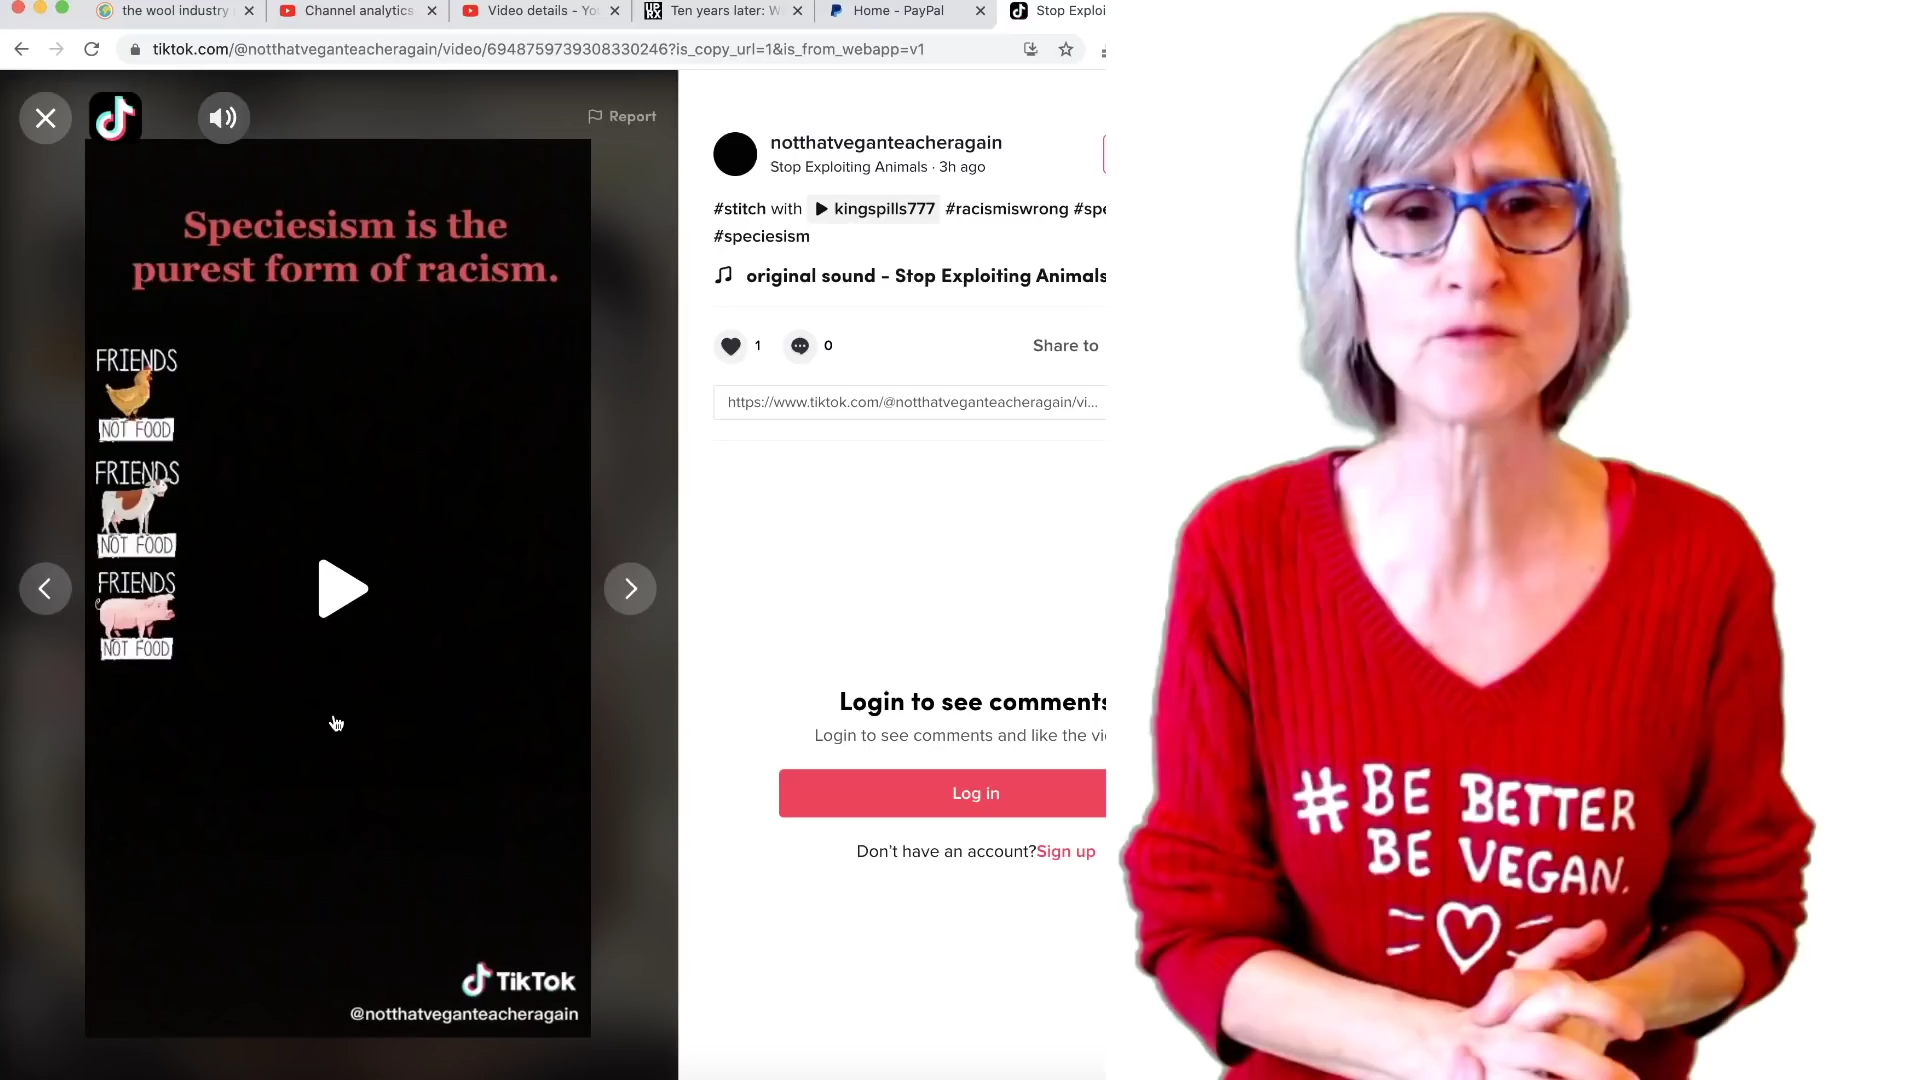 the wool industry
Channel analytics
Video details - You
UP
RX
Ten years later: W
Home - PayPal
Stop Exploi
tiktok.com/@notthatveganteacheragain/video/6948759739308330246?is_copy_url=1&is_from_webapp=v1
Report
Speciesism is the
purest form of racism.
FRIENDS
NOT FOOD
FRIENDS
NOT FOOD
FRIENDS
NOT FOOD
TikTok
@notthatveganteacheragain
notthatveganteacheragain
Stop Exploiting Animals · 3h ago
#stitch with kingspills777 #racismiswrong #spe
#speciesism
original sound - Stop Exploiting Animals
1
0
Share to
https://www.tiktok.com/@notthatveganteacheragain/vi...
Login to see comments
Login to see comments and like the vi
Log in
Don't have an account?Sign up
#BE BETTER
BE VEGAN.